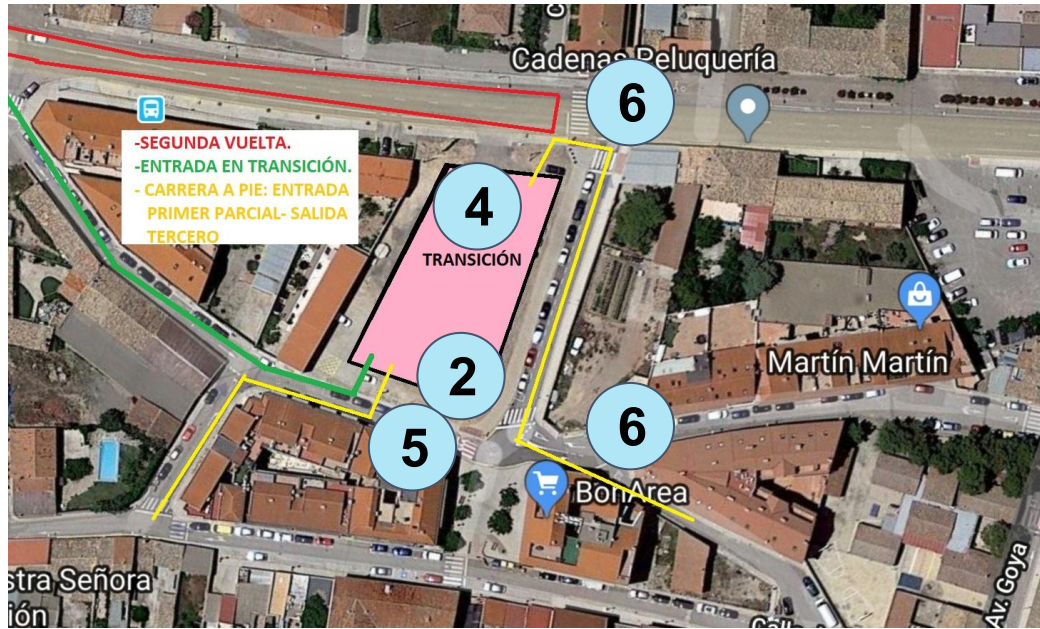 C
Cadenas Peluquería
6
-SEGUNDA VUELTA.
-ENTRADA EN TRANSICIÓN.
- CARRERA A PIE: ENTRADA
PRIMER PARCIAL- SALIDA
TERCERO
4
TRANSICIÓN
Martín Martín
2
6
5
BonÀrea
stra Señora
ión
Av. Goya
Call